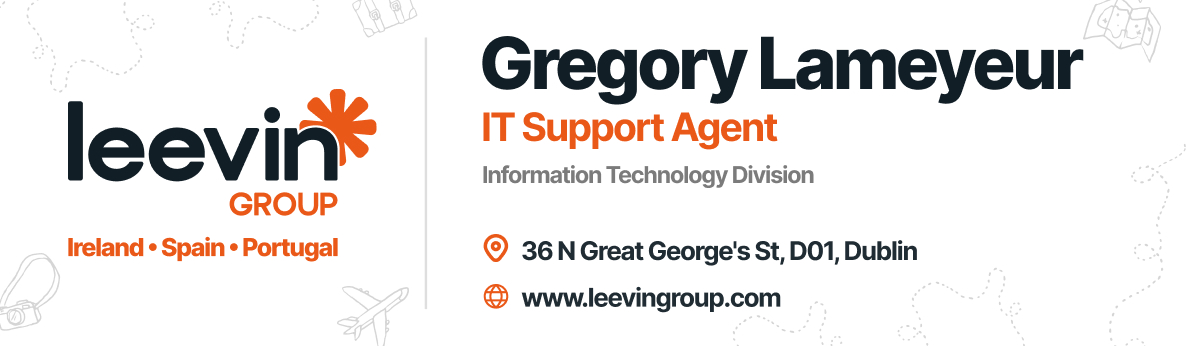 leevin
GROUP
Ireland • Spain • Portugal
Gregory Lameyeur
IT Support Agent
Information Technology Division
36 N Great George's St, D01, Dublin
www.leevingroup.com